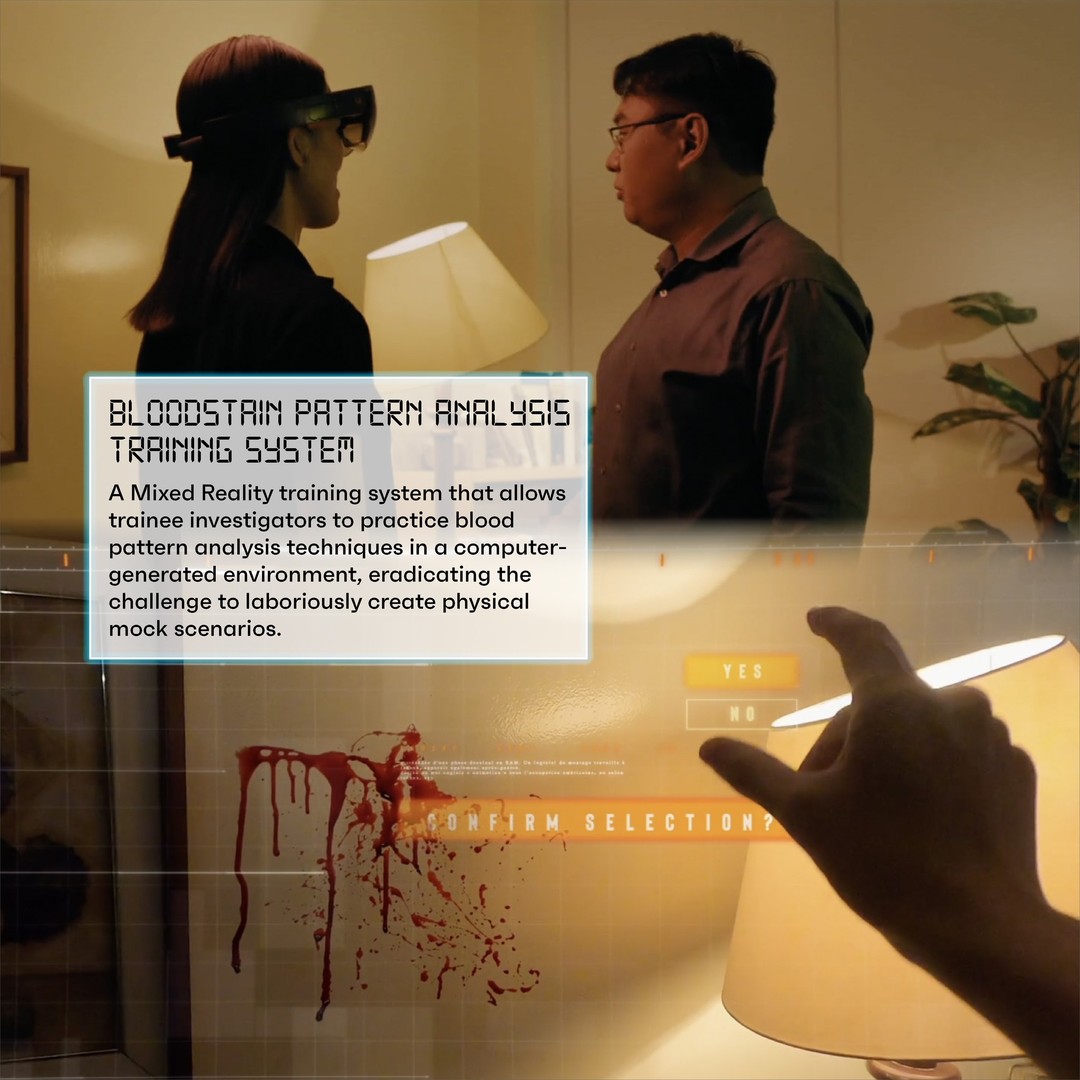 BLOODSTAIN PATTERN ANALYSIS
TRAINING SYSTEM
A Mixed Reality training system that allows
trainee investigators to practice blood
pattern analysis techniques in a computer-
generated environment, eradicating the
challenge to laboriously create physical
mock scenarios.
YES
NO
CONFIRM SELECTION?